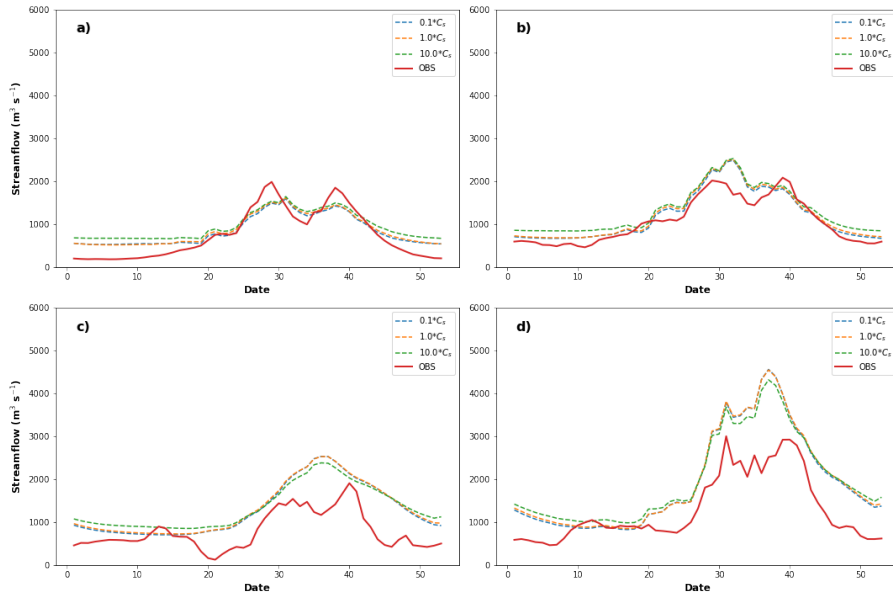 a)
0.1*Cs
1.0*Cs
10.0*Cs
OBS
Streamflow (m³ s⁻¹)
6000
5000
4000
3000
2000
1000
0
0 10 20 30 40 50
Date
b)
0.1*Cs
1.0*Cs
10.0*Cs
OBS
6000
5000
4000
3000
2000
1000
0
0 10 20 30 40 50
Date
c)
0.1*Cs
1.0*Cs
10.0*Cs
OBS
Streamflow (m³ s⁻¹)
6000
5000
4000
3000
2000
1000
0
0 10 20 30 40 50
Date
d)
0.1*Cs
1.0*Cs
10.0*Cs
OBS
6000
5000
4000
3000
2000
1000
0
0 10 20 30 40 50
Date